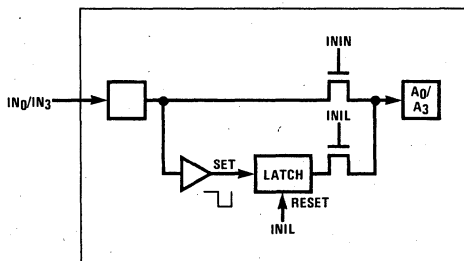 ININ
IN0/IN3
A0/
A3
INIL
SET
LATCH
RESET
INIL